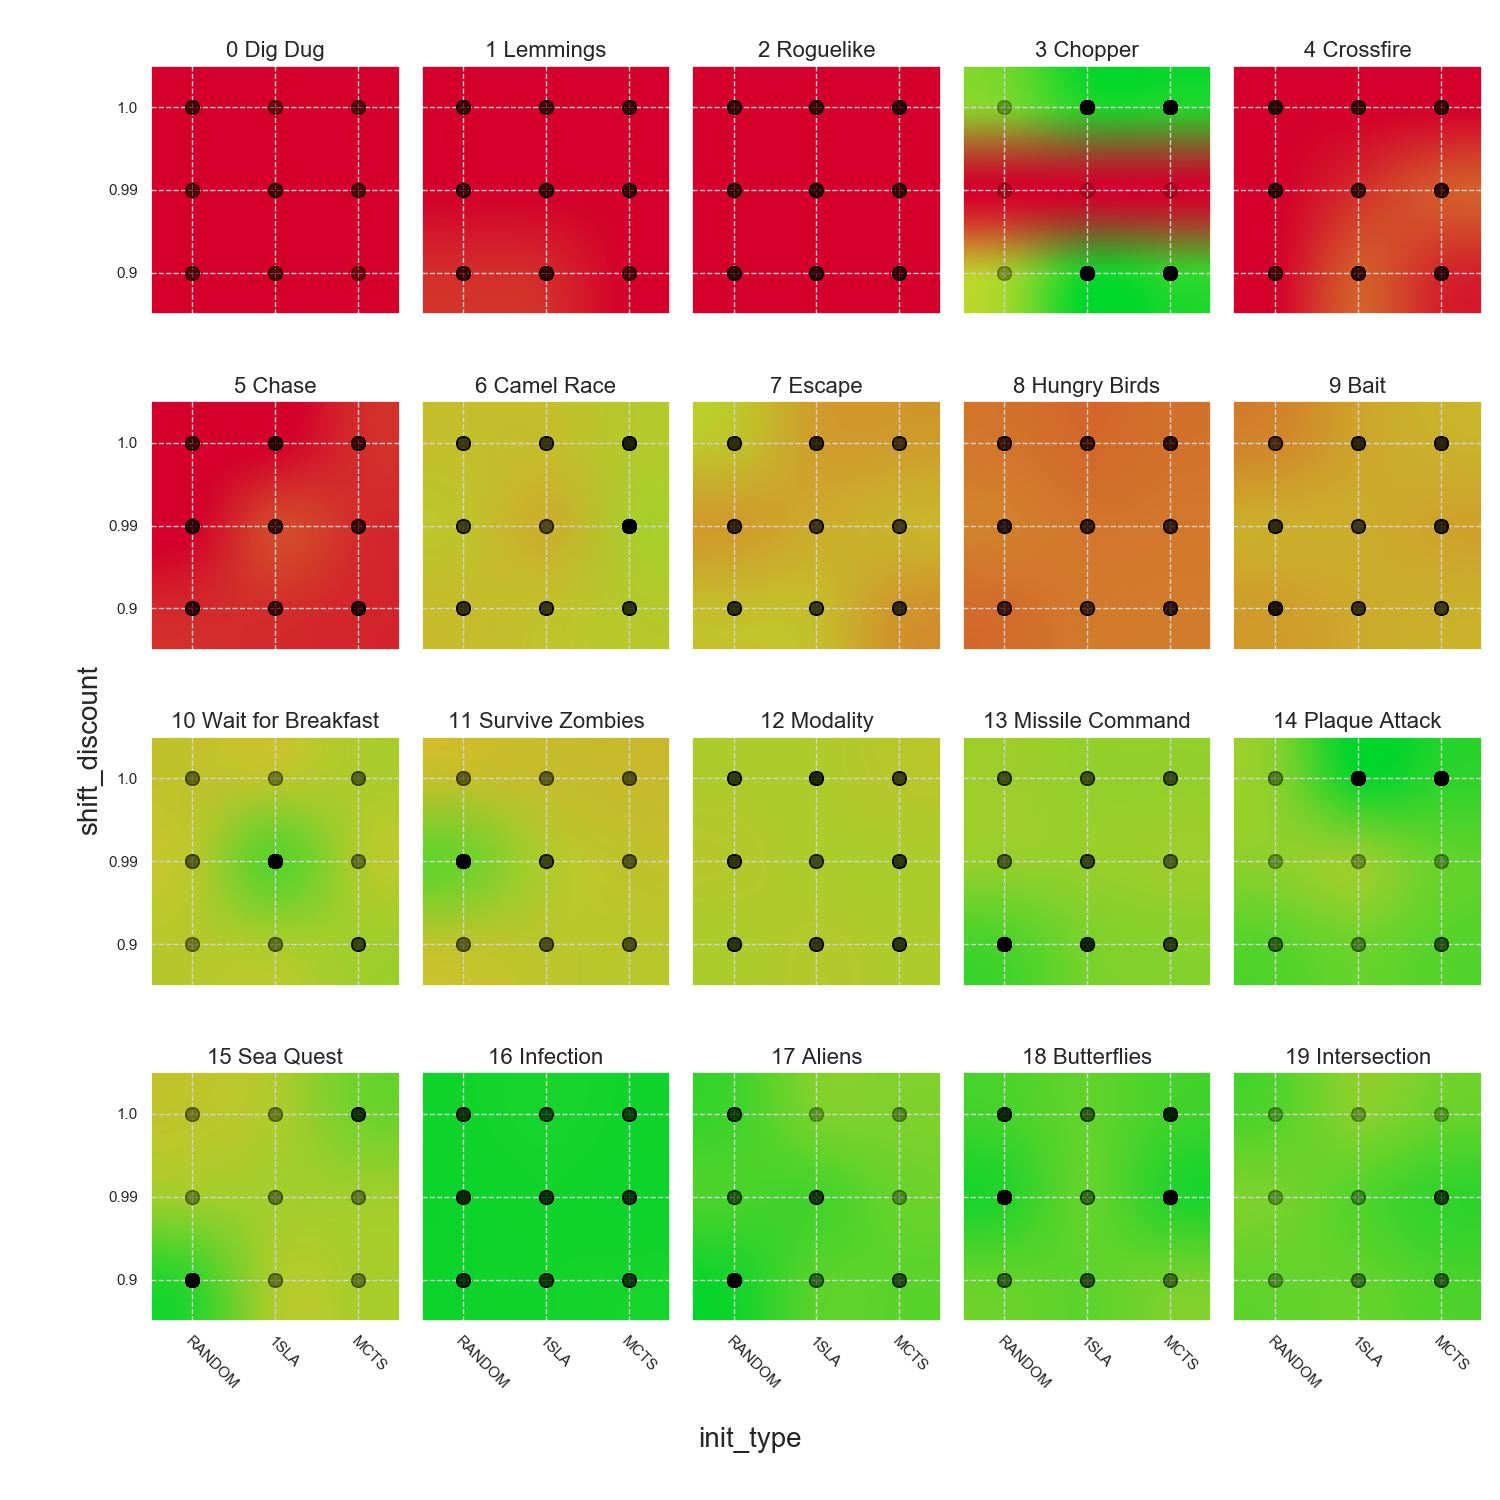 0 Dig Dug
1 Lemmings
2 Roguelike
3 Chopper
4 Crossfire
1.0
0.99
0.9
5 Chase
6 Camel Race
7 Escape
8 Hungry Birds
9 Bait
1.0
0.99
0.9
shift_discount
10 Wait for Breakfast
11 Survive Zombies
12 Modality
13 Missile Command
14 Plaque Attack
1.0
0.99
0.9
15 Sea Quest
16 Infection
17 Aliens
18 Butterflies
19 Intersection
1.0
0.99
0.9
RANDOM
1SLA
MCTS
RANDOM
1SLA
MCTS
RANDOM
1SLA
MCTS
RANDOM
1SLA
MCTS
RANDOM
1SLA
MCTS
init_type